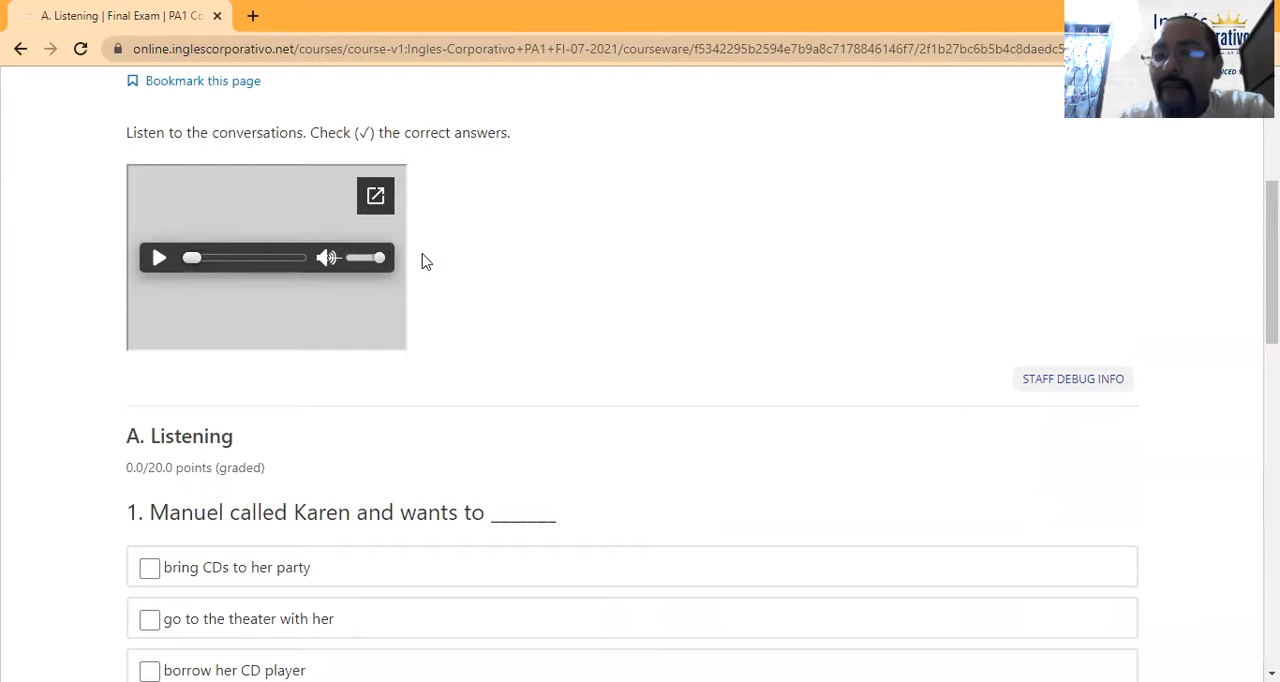 A. Listening | Final Exam | PA1 Co
online.inglescorporativo.net/courses/course-v1:Ingles-Corporativo+PA1+FI-07-2021/courseware/f5342295b2594e7b9a8c7178846146f7/2f1b27bc6b5b4c8daedc5
Bookmark this page
Listen to the conversations. Check (✓) the correct answers.
STAFF DEBUG INFO
A. Listening
0.0/20.0 points (graded)
1. Manuel called Karen and wants to _______
bring CDs to her party
go to the theater with her
borrow her CD player